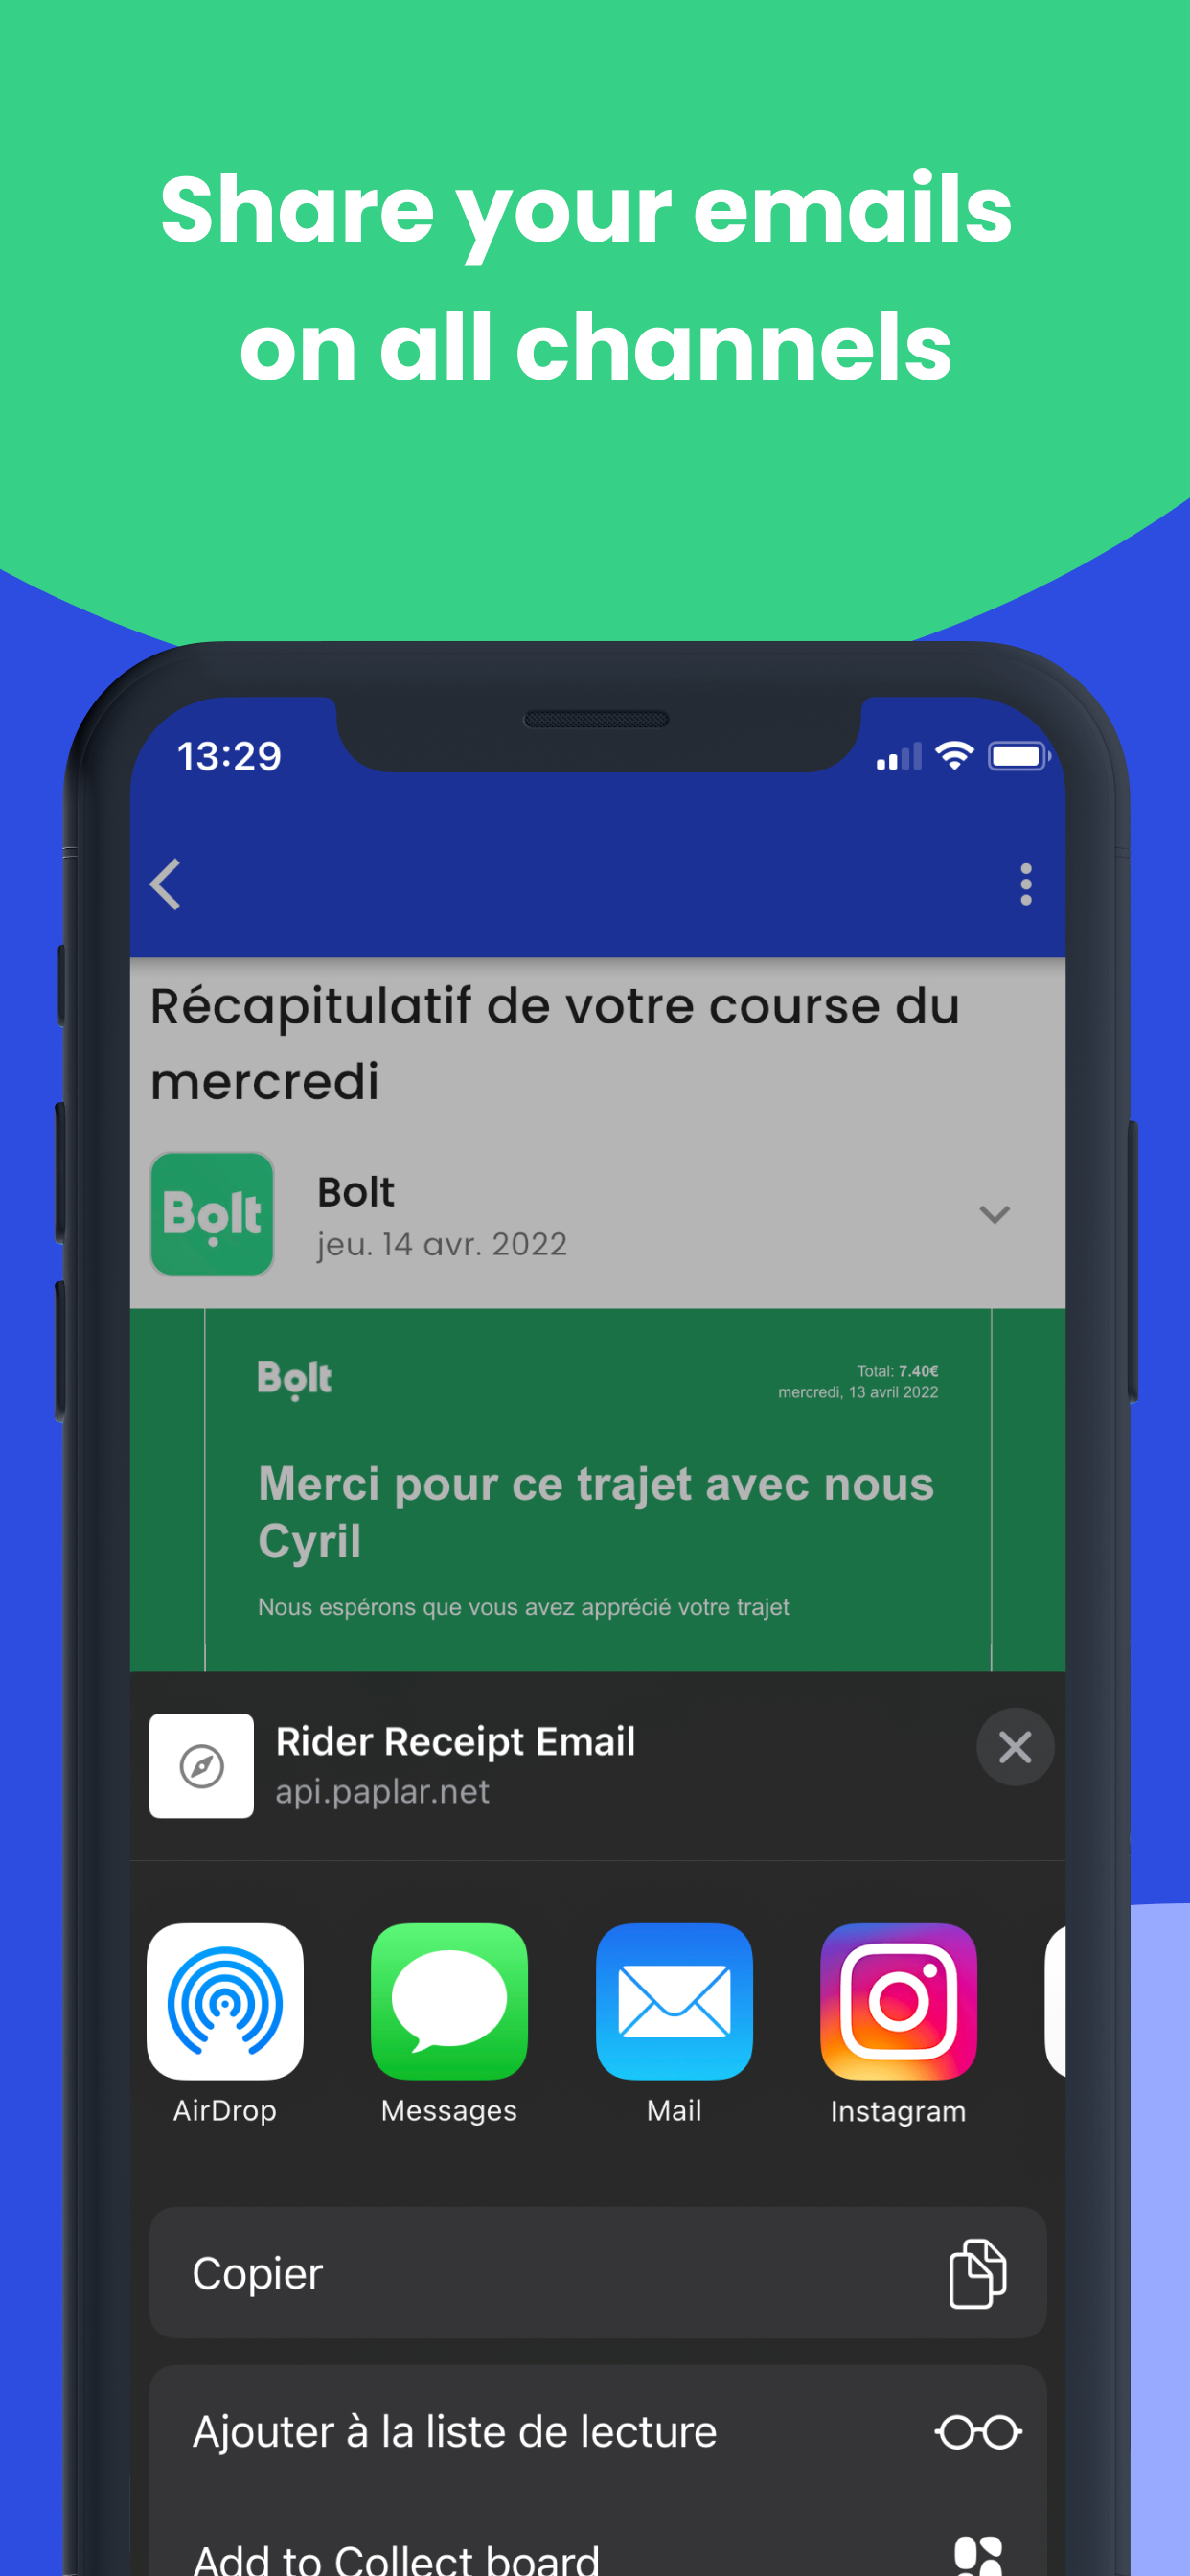 Share your emails
on all channels
13:29
Récapitulatif de votre course du
mercredi
Bolt
Bolt
jeu. 14 avr. 2022
Bolt
Total: 7.40€
mercredi, 13 avril 2022
Merci pour ce trajet avec nous
Cyril
Nous espérons que vous avez apprécié votre trajet
Rider Receipt Email
api.paplar.net
AirDrop
Messages
Mail
Instagram
Copier
Ajouter à la liste de lecture
Add to Collect board